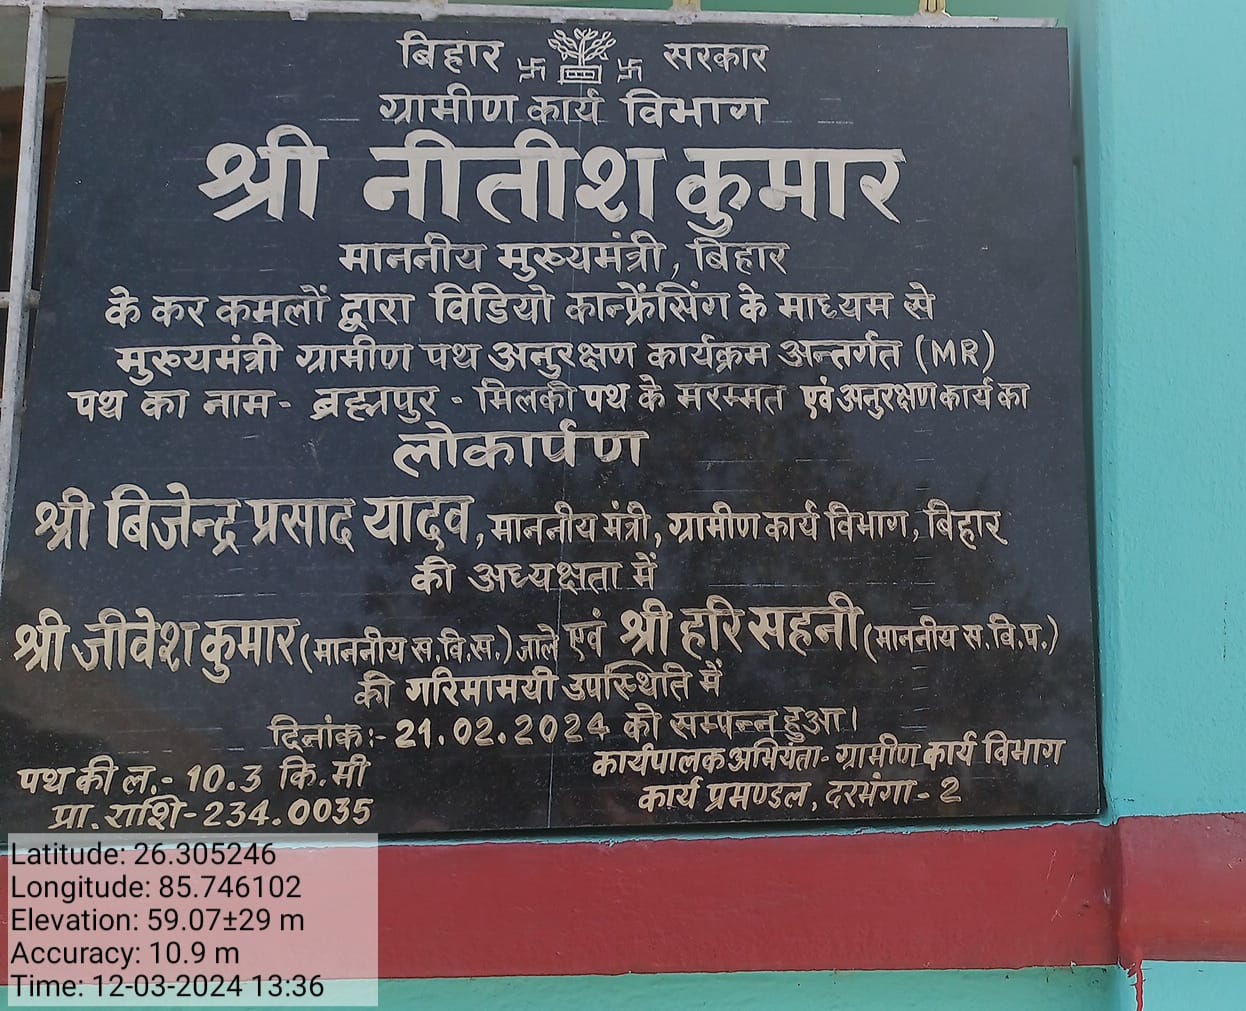 बिहार सरकार
ग्रामीण कार्य विभाग
श्री नीतीश कुमार
माननीय मुख्यमंत्री, बिहार
के कर कमलों द्वारा विडियो कान्फ्रेंसिंग के माध्यम से
मुख्यमंत्री ग्रामीण पथ अनुरक्षण कार्यक्रम अन्तर्गत (MR)
पथ का नाम- ब्रह्मपुर - मिलकी पथ के मरम्मत एवं अनुरक्षण कार्य का
लोकार्पण
श्री बिजेन्द्र प्रसाद यादव, माननीय मंत्री, ग्रामीण कार्य विभाग, बिहार
की अध्यक्षता में
श्री जीवेश कुमार (माननीय स.वि.स.) जाले एवं श्री हरि सहनी (माननीय स.वि.प.)
की गरिमामयी उपस्थिति में
दिनांक:- 21.02.2024 को सम्पन्न हुआ।
पथ की ल.- 10.3 कि.मी
प्रा. राशि-234.0035
कार्यपालक अभियंता- ग्रामीण कार्य विभाग
कार्य प्रमण्डल, दरभंगा-2
Latitude: 26.305246
Longitude: 85.746102
Elevation: 59.07±29 m
Accuracy: 10.9 m
Time: 12-03-2024 13:36